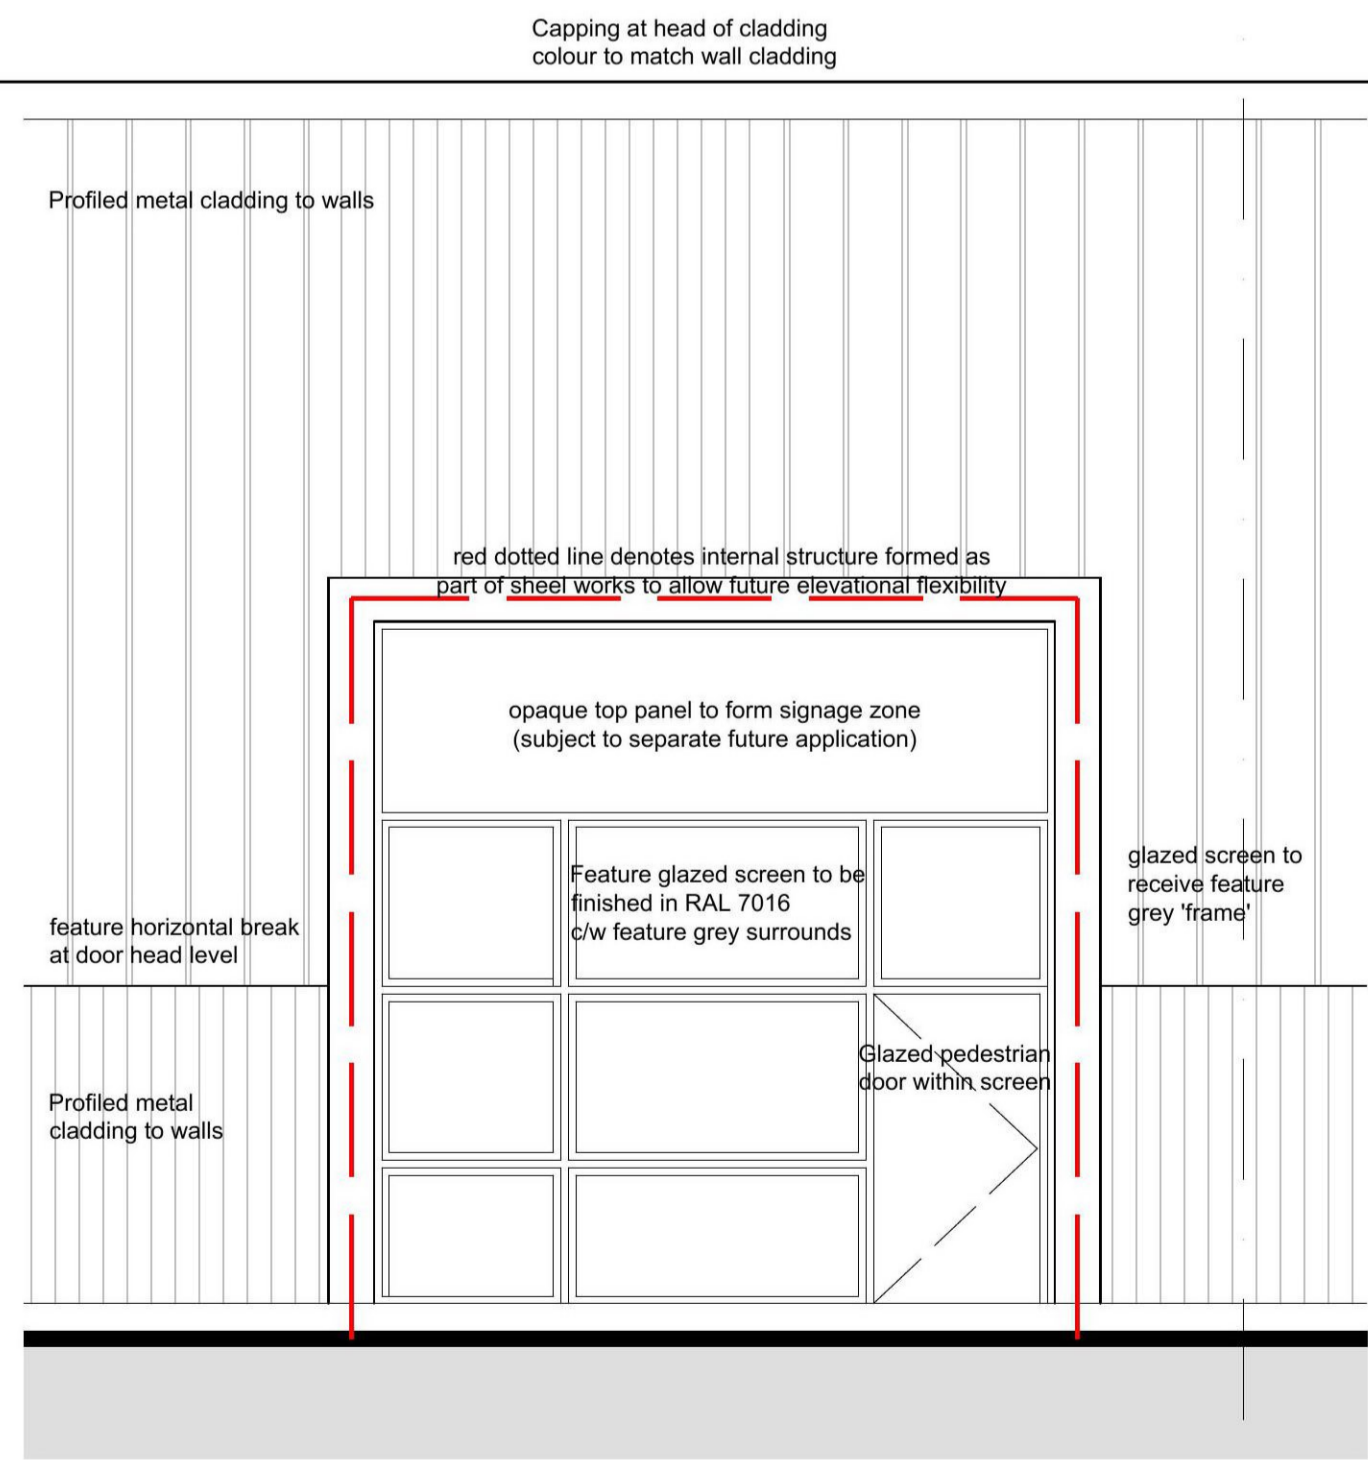 Capping at head of cladding
colour to match wall cladding
Profiled metal cladding to walls
red dotted line denotes internal structure formed as
part of sheel works to allow future elevational flexibility
opaque top panel to form signage zone
(subject to separate future application)
Feature glazed screen to be
finished in RAL 7016
c/w feature grey surrounds
glazed screen to
receive feature
grey 'frame'
feature horizontal break
at door head level
Glazed pedestrian
door within screen
Profiled metal
cladding to walls